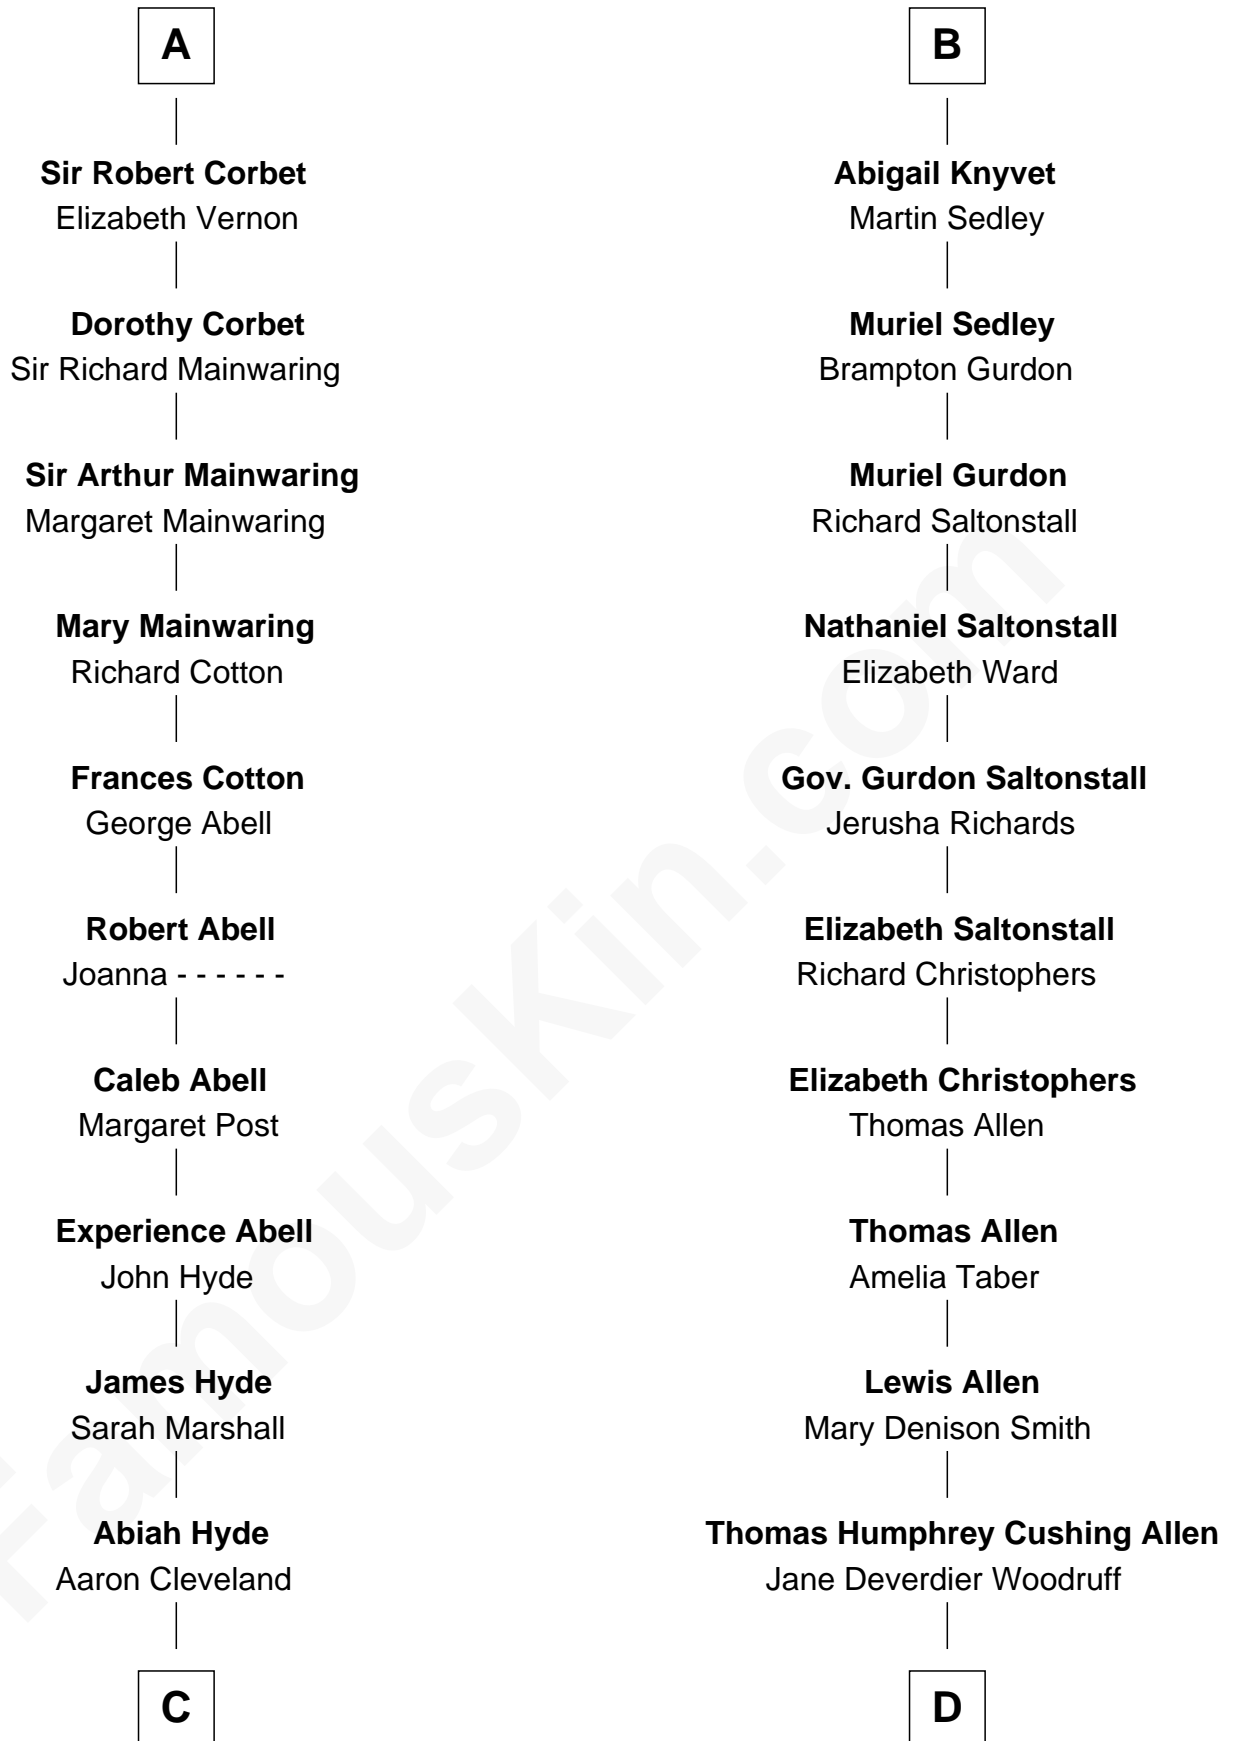 A
Sir Robert Corbet
Elizabeth Vernon
Dorothy Corbet
Sir Richard Mainwaring
Sir Arthur Mainwaring
Margaret Mainwaring
Mary Mainwaring
Richard Cotton
Frances Cotton
George Abell
Robert Abell
Joanna - - - - - -
Caleb Abell
Margaret Post
Experience Abell
John Hyde
James Hyde
Sarah Marshall
Abiah Hyde
Aaron Cleveland
C
B
Abigail Knyvet
Martin Sedley
Muriel Sedley
Brampton Gurdon
Muriel Gurdon
Richard Saltonstall
Nathaniel Saltonstall
Elizabeth Ward
Gov. Gurdon Saltonstall
Jerusha Richards
Elizabeth Saltonstall
Richard Christophers
Elizabeth Christophers
Thomas Allen
Thomas Allen
Amelia Taber
Lewis Allen
Mary Denison Smith
Thomas Humphrey Cushing Allen
Jane Deverdier Woodruff
D
FamousKin.com